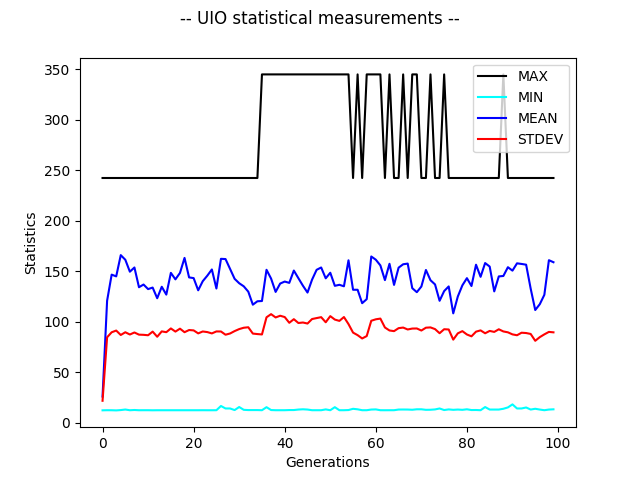 -- UIO statistical measurements --
MAX
MIN
MEAN
STDEV
Statistics
350
300
250
200
150
100
50
0
0 20 40 60 80 100
Generations